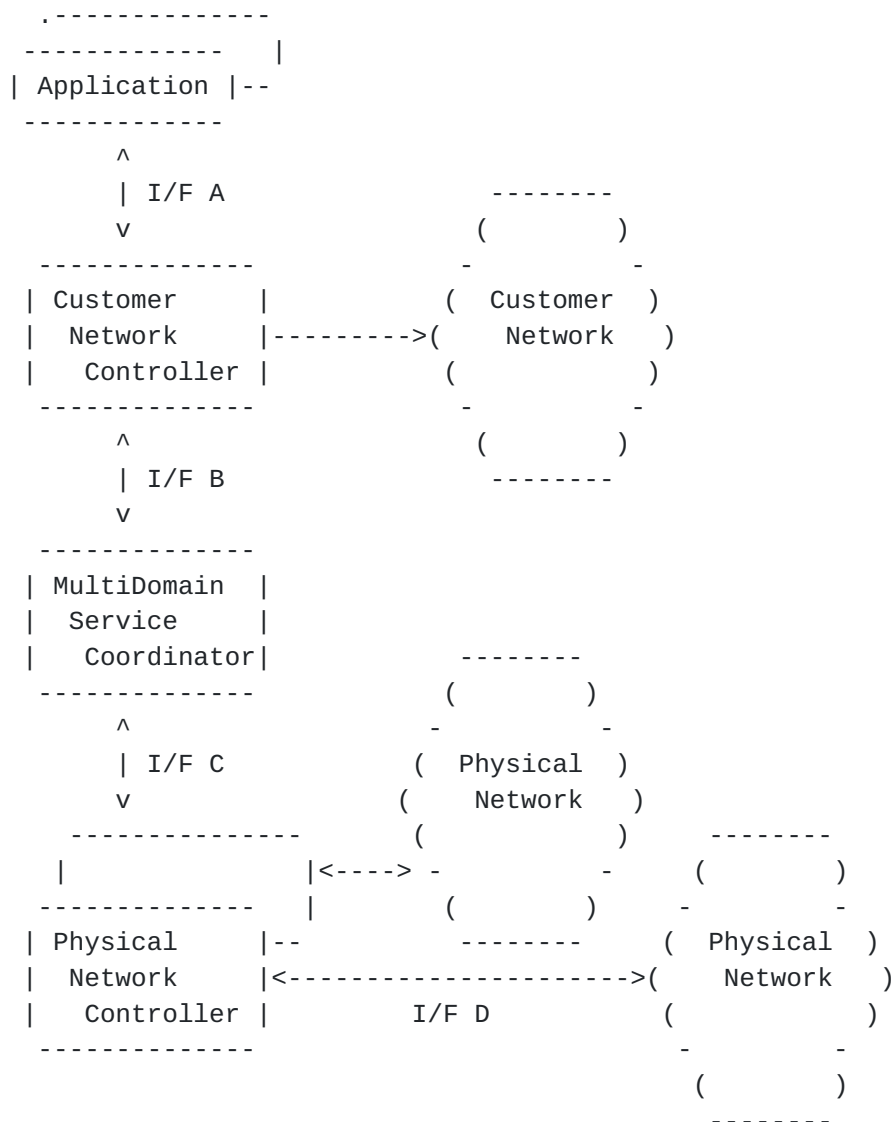 Application
I/F A
Customer Customer
Network Network
Controller
I/F B
MultiDomain
Service
Coordinator
I/F C Physical
Network
Physical Physical
Network Network
Controller I/F D